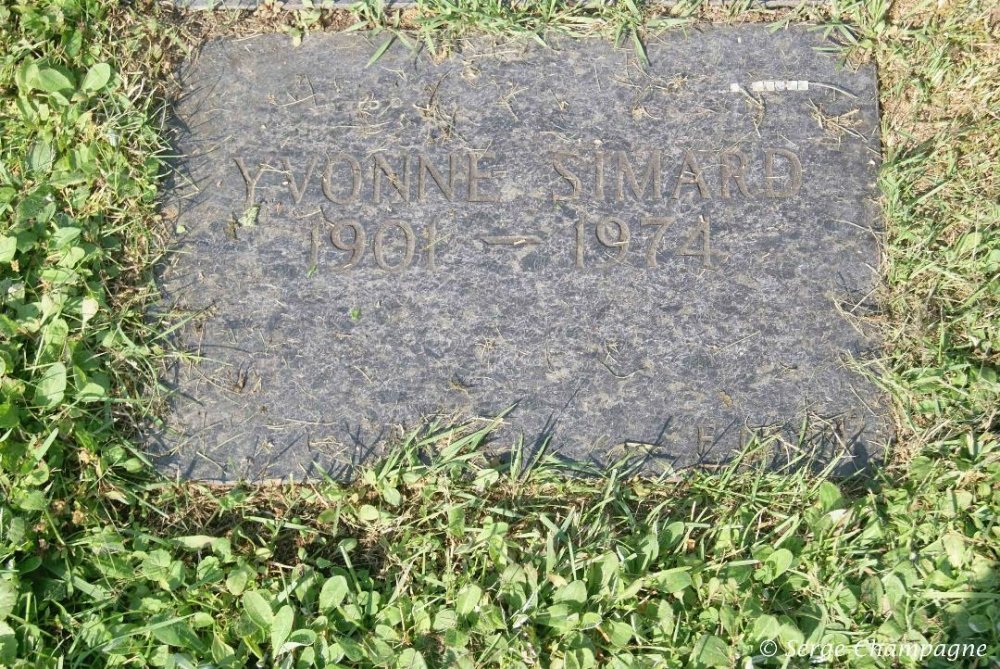 YVONNE SIMARD
1901 — 1974
© Serge Champagne